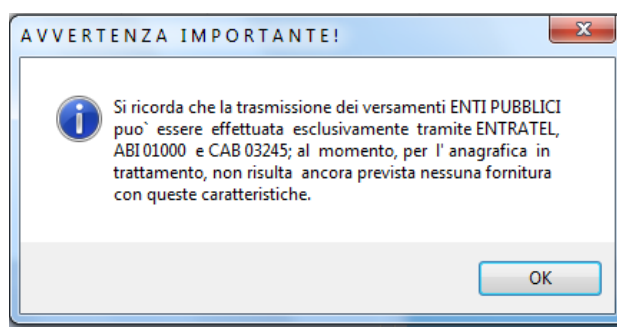 AVVERTENZA IMPORTANTE!
Si ricorda che la trasmissione dei versamenti ENTI PUBBLICI
puo` essere effettuata esclusivamente tramite ENTRATEL,
ABI 01000 e CAB 03245; al momento, per l' anagrafica in
trattamento, non risulta ancora prevista nessuna fornitura
con queste caratteristiche.
OK